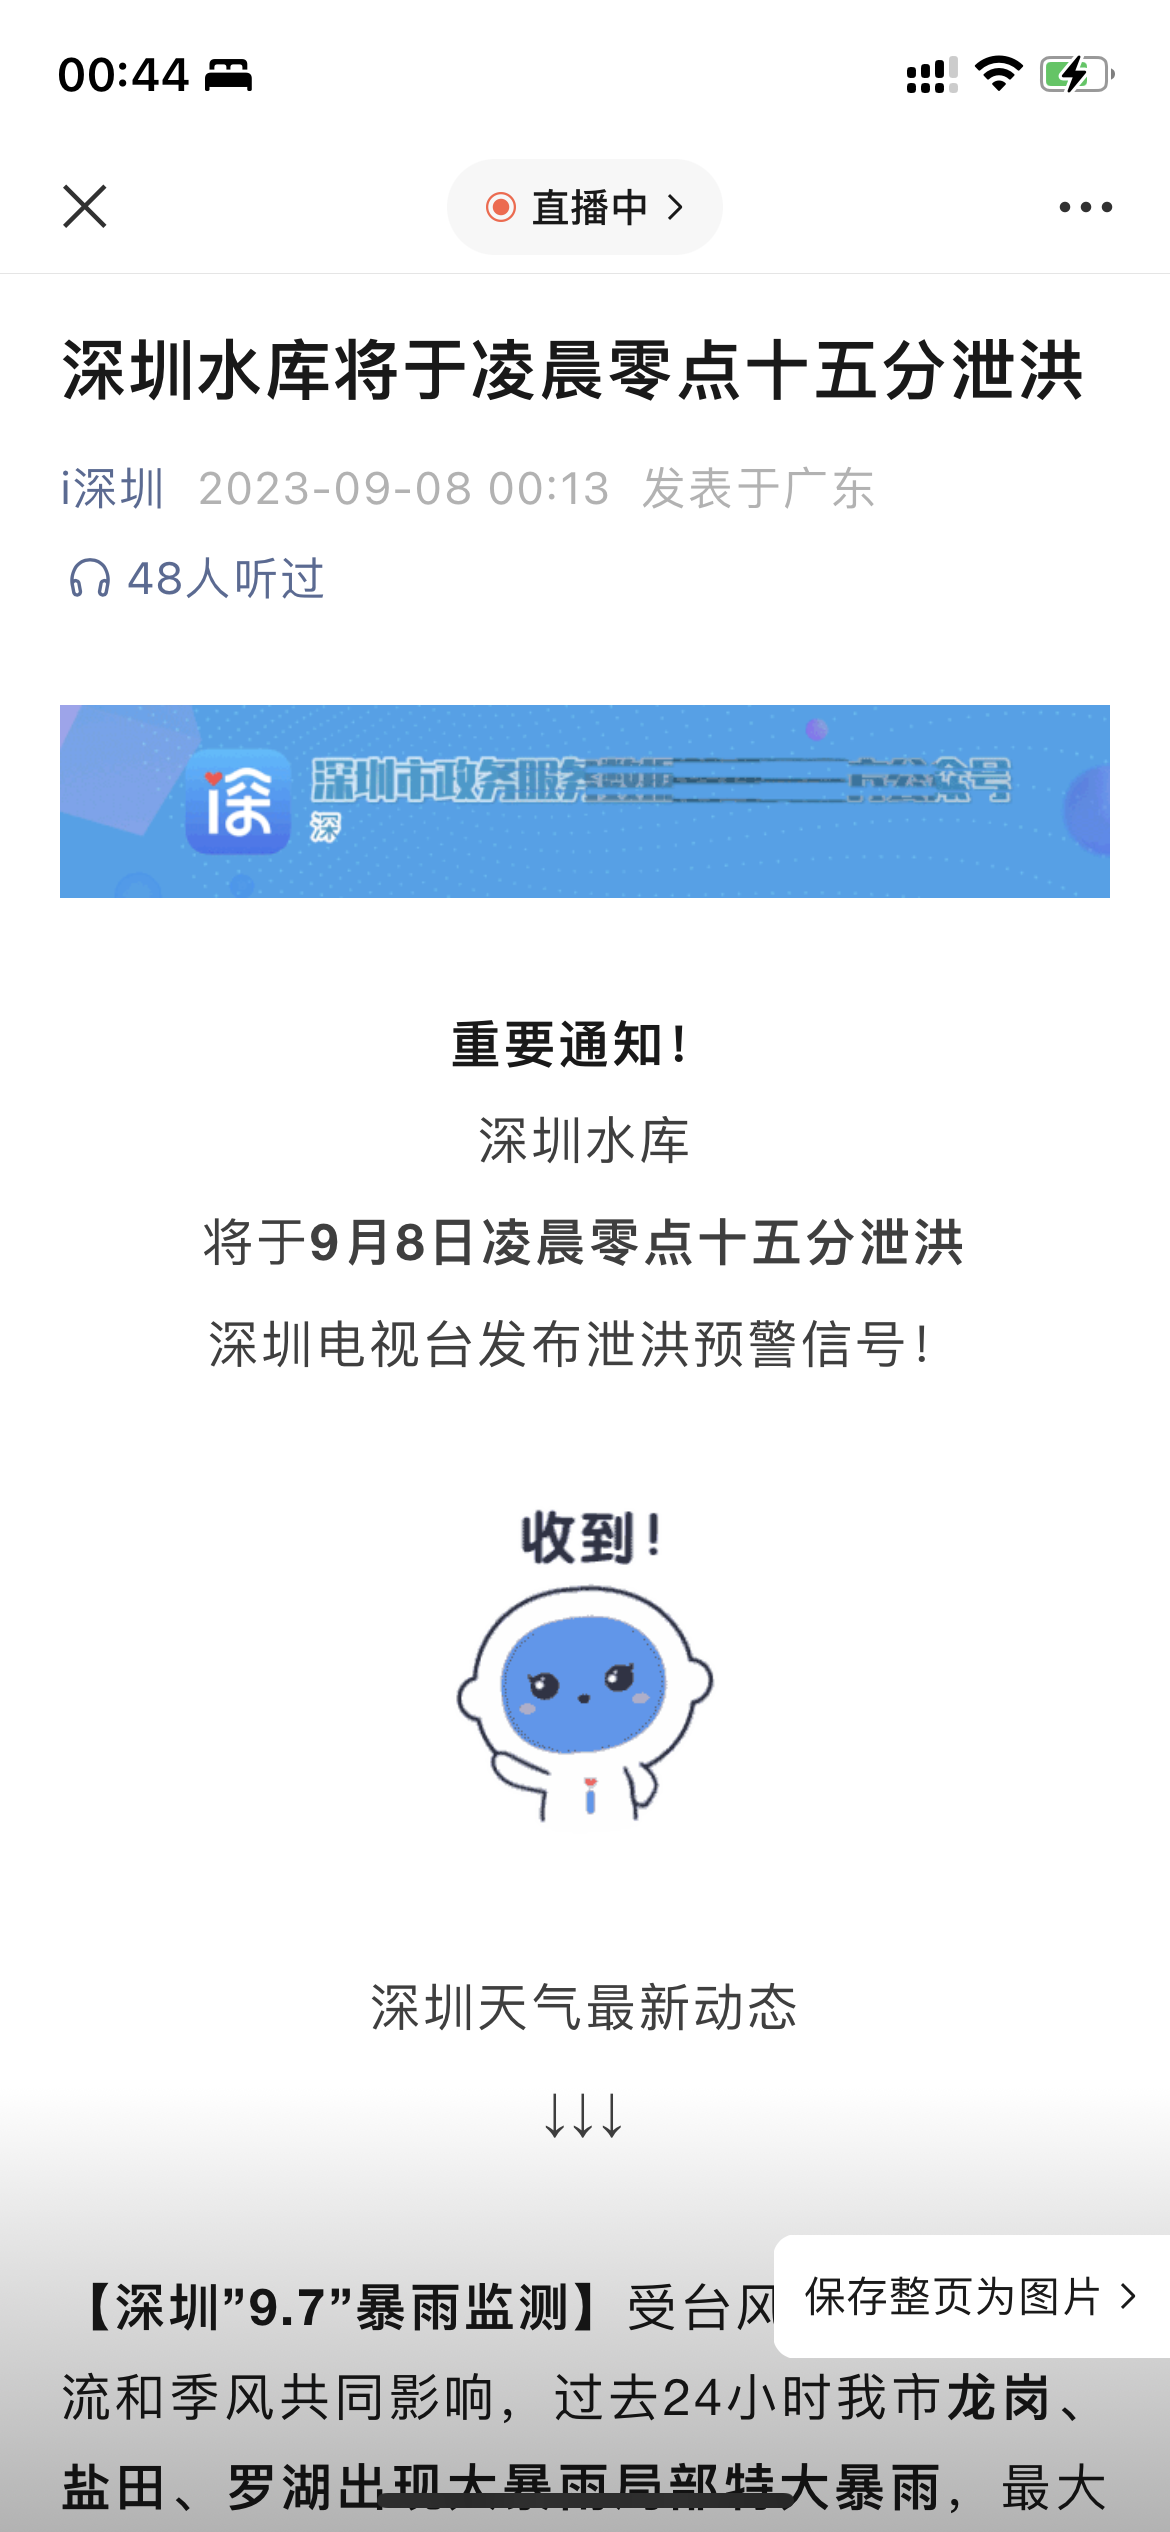 00:44
直播中
深圳水库将于凌晨零点十五分泄洪
i深圳 2023-09-08 00:13 发表于广东
48人听过
i深 深圳市政务服务 公众号
深
重要通知！
深圳水库
将于9月8日凌晨零点十五分泄洪
深圳电视台发布泄洪预警信号！
收到！
深圳天气最新动态
↓↓↓
【深圳”9.7”暴雨监测】受台风
保存整页为图片
流和季风共同影响，过去24小时我市龙岗、
盐田、罗湖出现大暴雨局部特大暴雨，最大